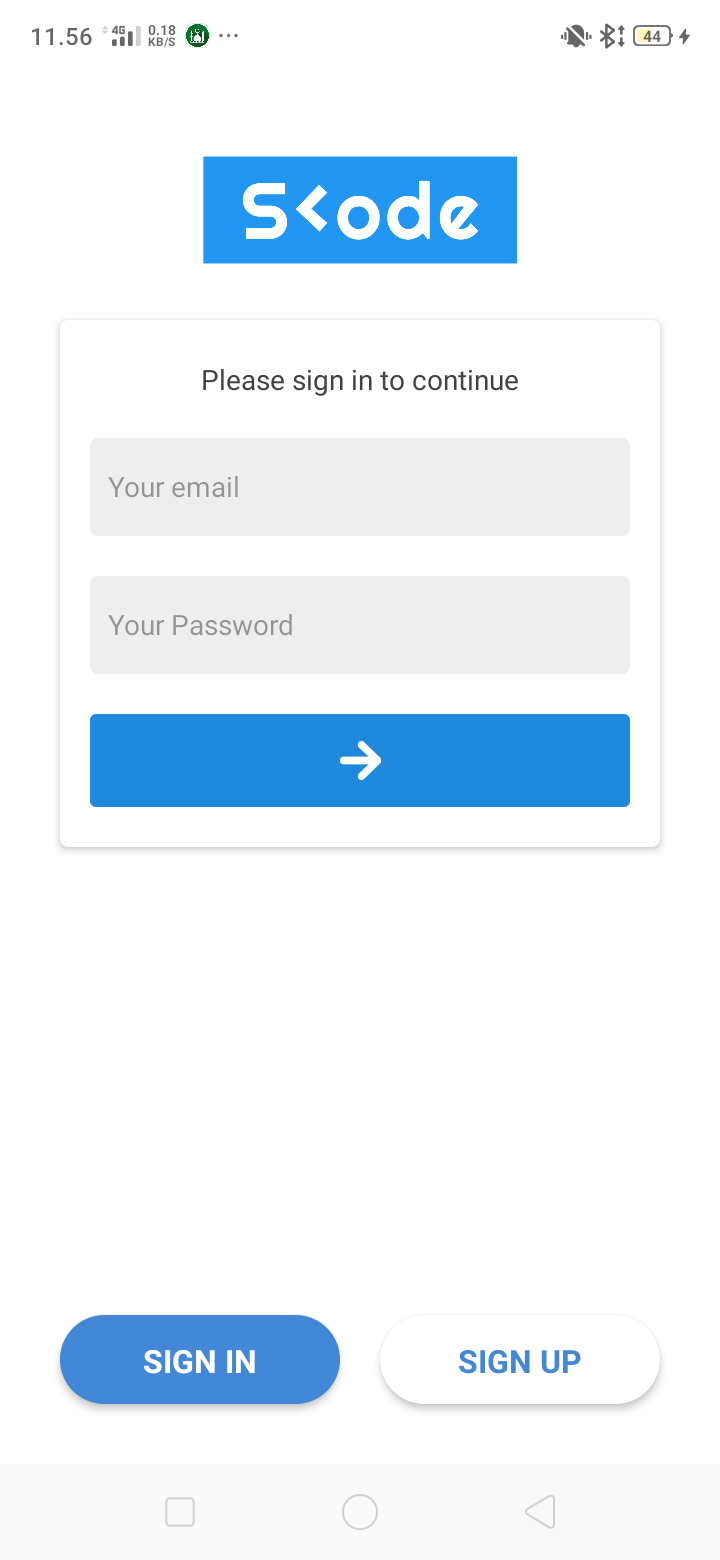 11.56 4G 0.18 KB/S ... 44
S<ode
Please sign in to continue
Your email
Your Password
SIGN IN
SIGN UP